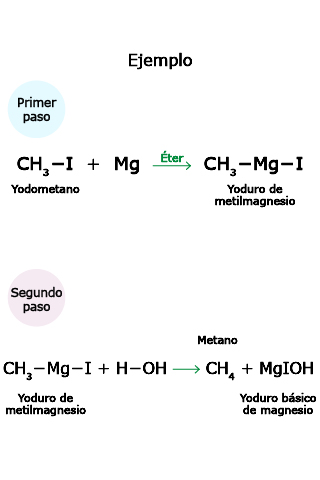 Ejemplo
Primer
paso
CH₃−I + Mg ⟶ CH₃−Mg−I
Éter
Yodometano
Yoduro de
metilmagnesio
Segundo
paso
Metano
CH₃−Mg−I + H−OH ⟶ CH₄ + MgIOH
Yoduro de
metilmagnesio
Yoduro básico
de magnesio